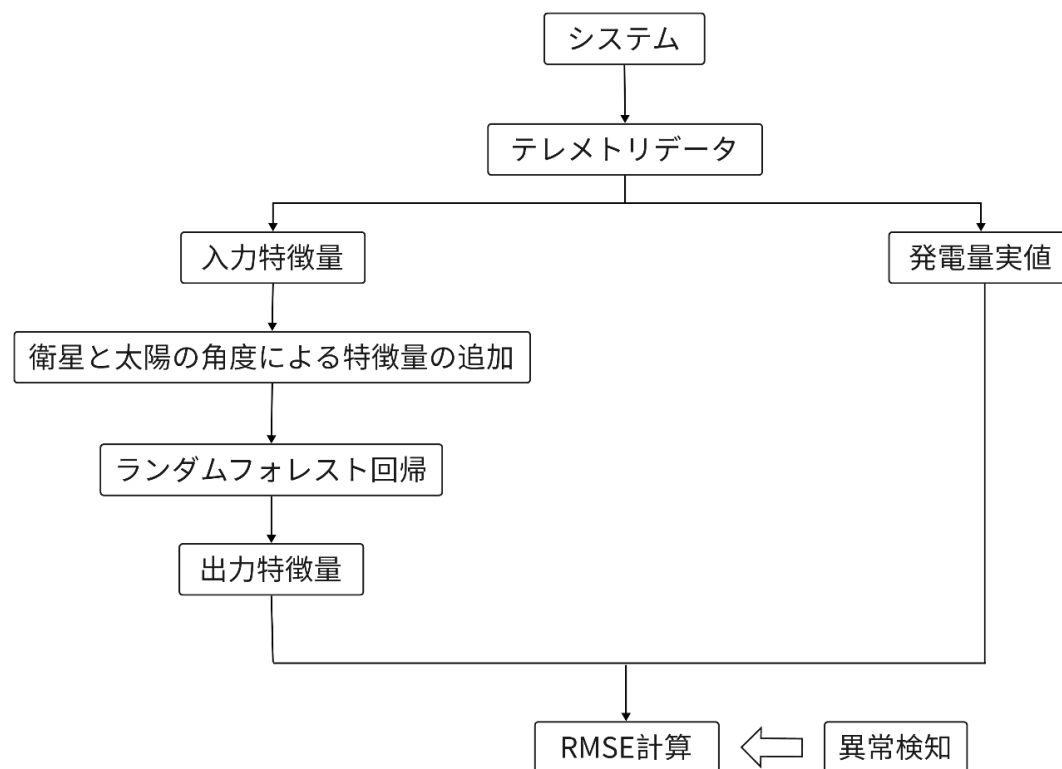 システム
テレメトリデータ
入力特徴量
発電量実値
衛星と太陽の角度による特徴量の追加
ランダムフォレスト回帰
出力特徴量
RMSE計算
異常検知